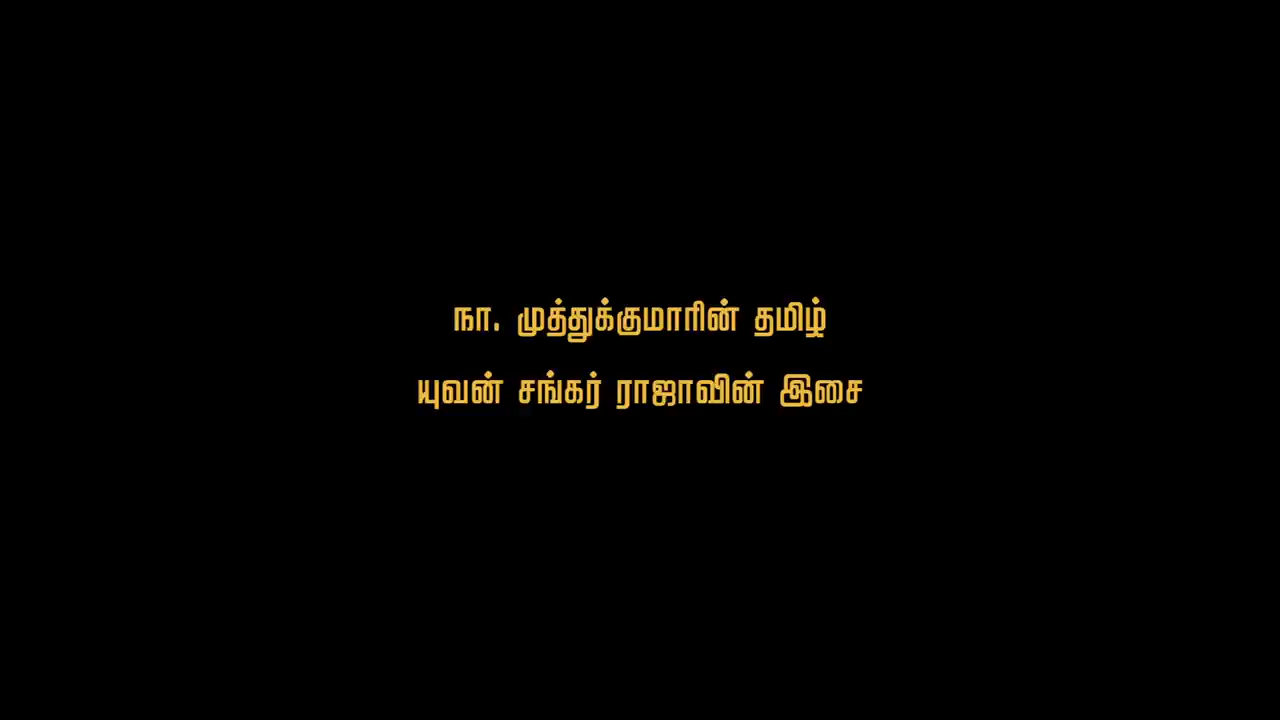 நா. முத்துக்குமாரின் தமிழ்
யுவன் சங்கர் ராஜாவின் இசை